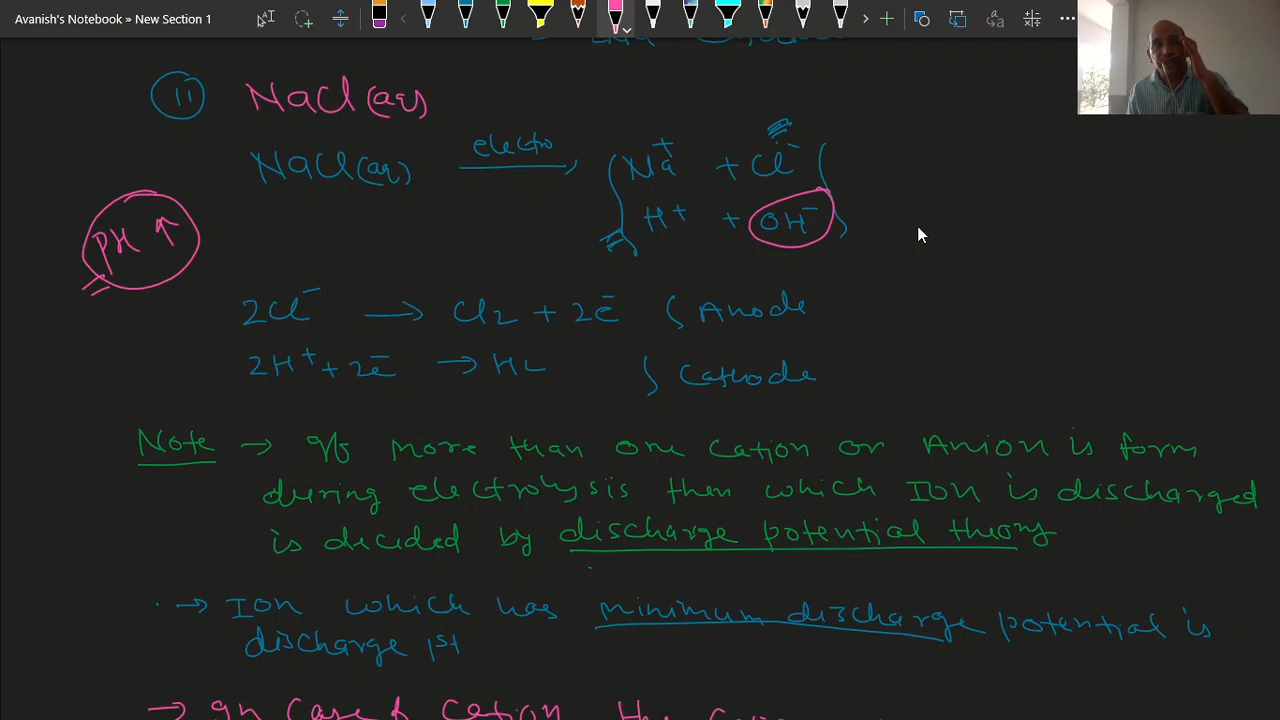 Avanish's Notebook » New Section 1
(11) NaCl(aq)
NaCl(aq) electro → Na+ + Cl-
H+ + OH-
PH ↑
2Cl- → Cl2 + 2e- } Anode
2H+ + 2e- → H2 } Cathode
Note → If more than one cation or Anion is form
during electrolysis then which Ion is discharged
is decided by discharge potential theory
→ Ion which has minimum discharge potential is
discharge 1st
→ In case of cation the